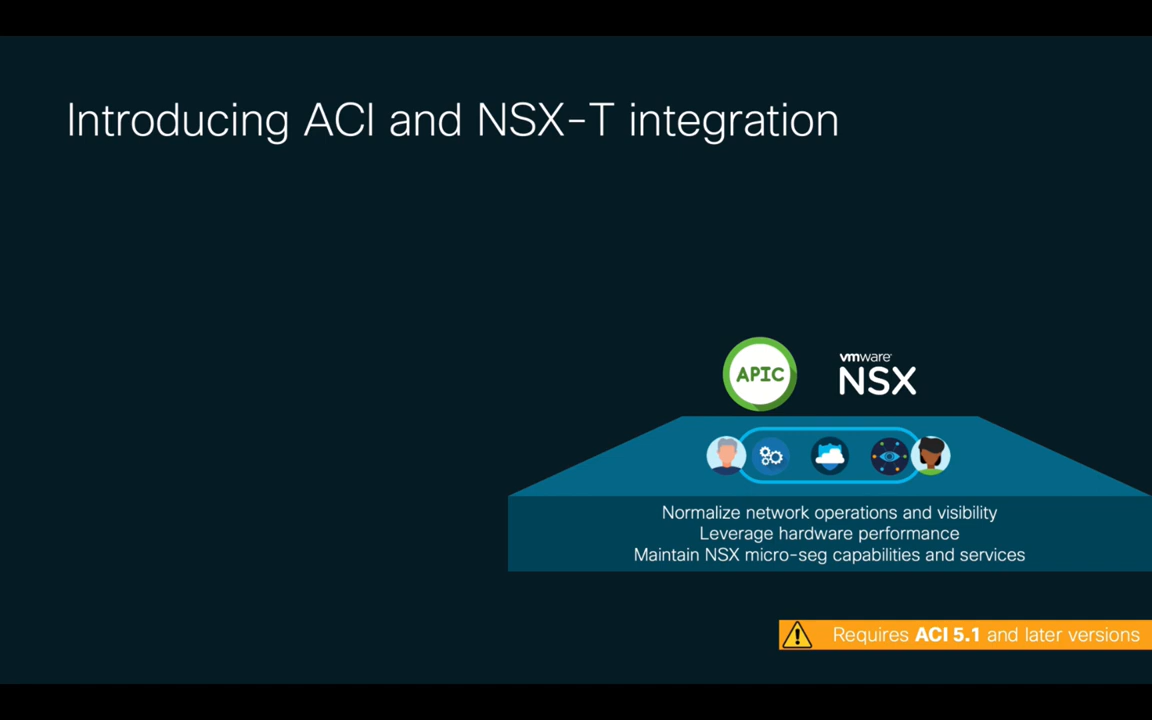 Introducing ACI and NSX-T integration
APIC
vmware
NSX
Normalize network operations and visibility
Leverage hardware performance
Maintain NSX micro-seg capabilities and services
Requires ACI 5.1 and later versions